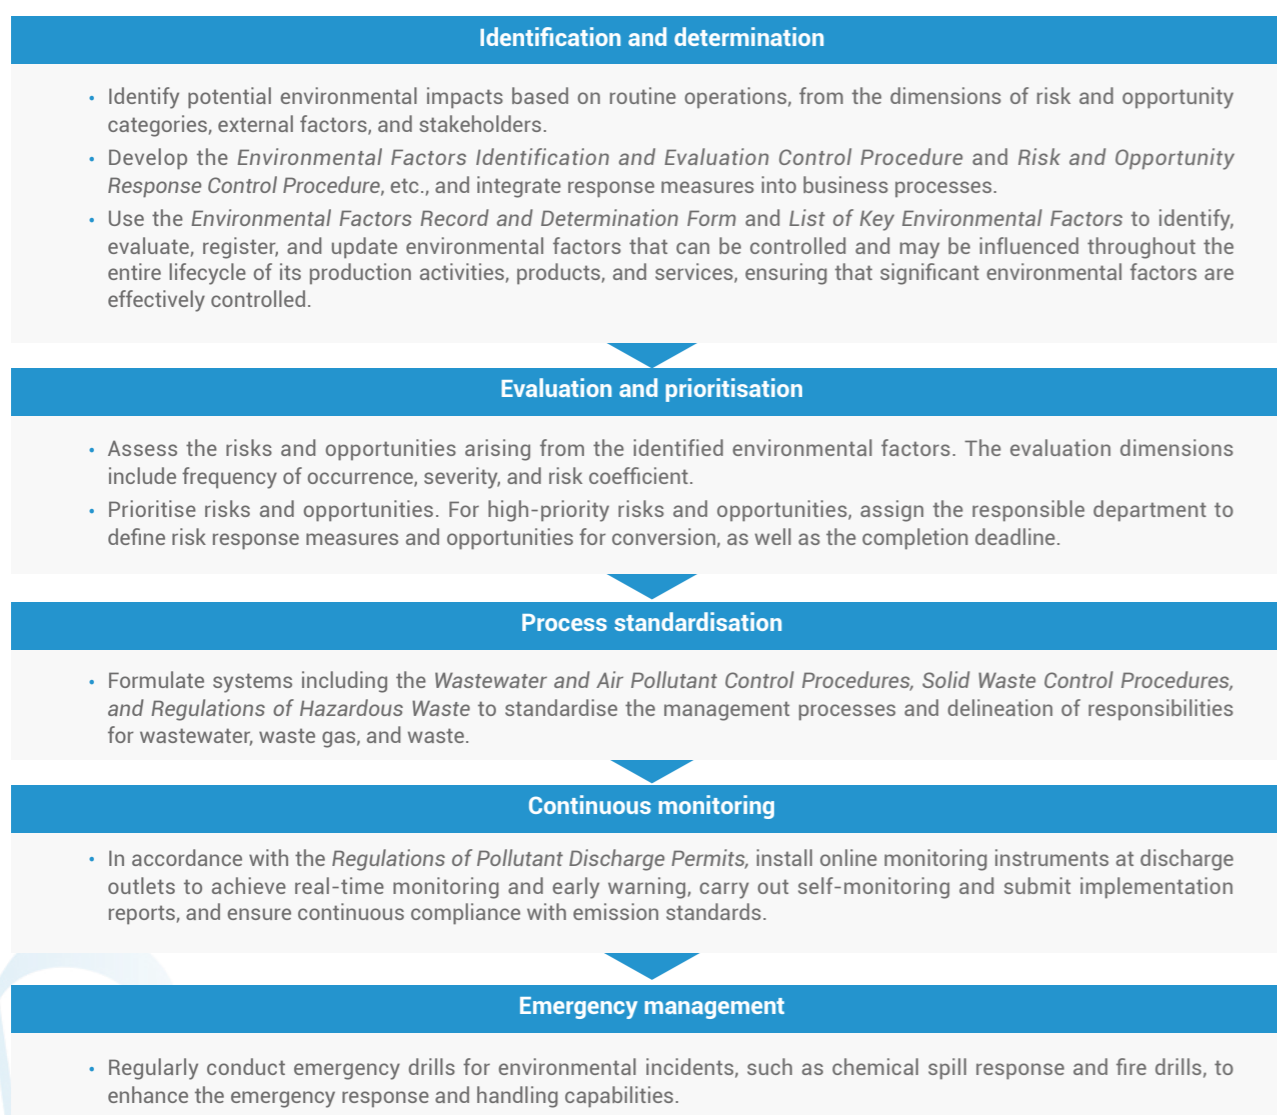 Identification and determination
• Identify potential environmental impacts based on routine operations, from the dimensions of risk and opportunity
categories, external factors, and stakeholders.
• Develop the Environmental Factors Identification and Evaluation Control Procedure and Risk and Opportunity
Response Control Procedure, etc., and integrate response measures into business processes.
• Use the Environmental Factors Record and Determination Form and List of Key Environmental Factors to identify,
evaluate, register, and update environmental factors that can be controlled and may be influenced throughout the
entire lifecycle of its production activities, products, and services, ensuring that significant environmental factors are
effectively controlled.
Evaluation and prioritisation
• Assess the risks and opportunities arising from the identified environmental factors. The evaluation dimensions
include frequency of occurrence, severity, and risk coefficient.
• Prioritise risks and opportunities. For high-priority risks and opportunities, assign the responsible department to
define risk response measures and opportunities for conversion, as well as the completion deadline.
Process standardisation
• Formulate systems including the Wastewater and Air Pollutant Control Procedures, Solid Waste Control Procedures,
and Regulations of Hazardous Waste to standardise the management processes and delineation of responsibilities
for wastewater, waste gas, and waste.
Continuous monitoring
• In accordance with the Regulations of Pollutant Discharge Permits, install online monitoring instruments at discharge
outlets to achieve real-time monitoring and early warning, carry out self-monitoring and submit implementation
reports, and ensure continuous compliance with emission standards.
Emergency management
• Regularly conduct emergency drills for environmental incidents, such as chemical spill response and fire drills, to
enhance the emergency response and handling capabilities.